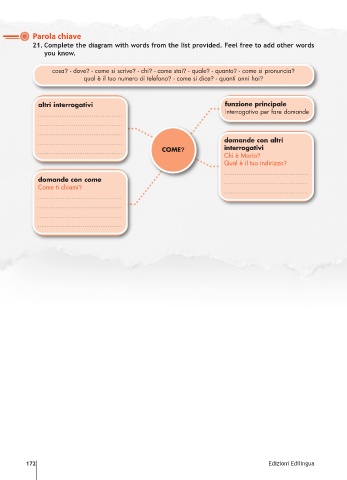 Parola chiave
21. Complete the diagram with words from the list provided. Feel free to add other words
you know.
cosa? - dove? - come si scrive? - chi? - come stai? - quale? - quanto? - come si pronuncia?
qual è il tuo numero di telefono? - come si dice? - quanti anni hai?
altri interrogativi
funzione principale
interrogativo per fare domande
COME?
domande con altri
interrogativi
Chi è Maria?
Qual è il tuo indirizzo?
domande con come
Come ti chiami?
172
Edizioni Edilingua